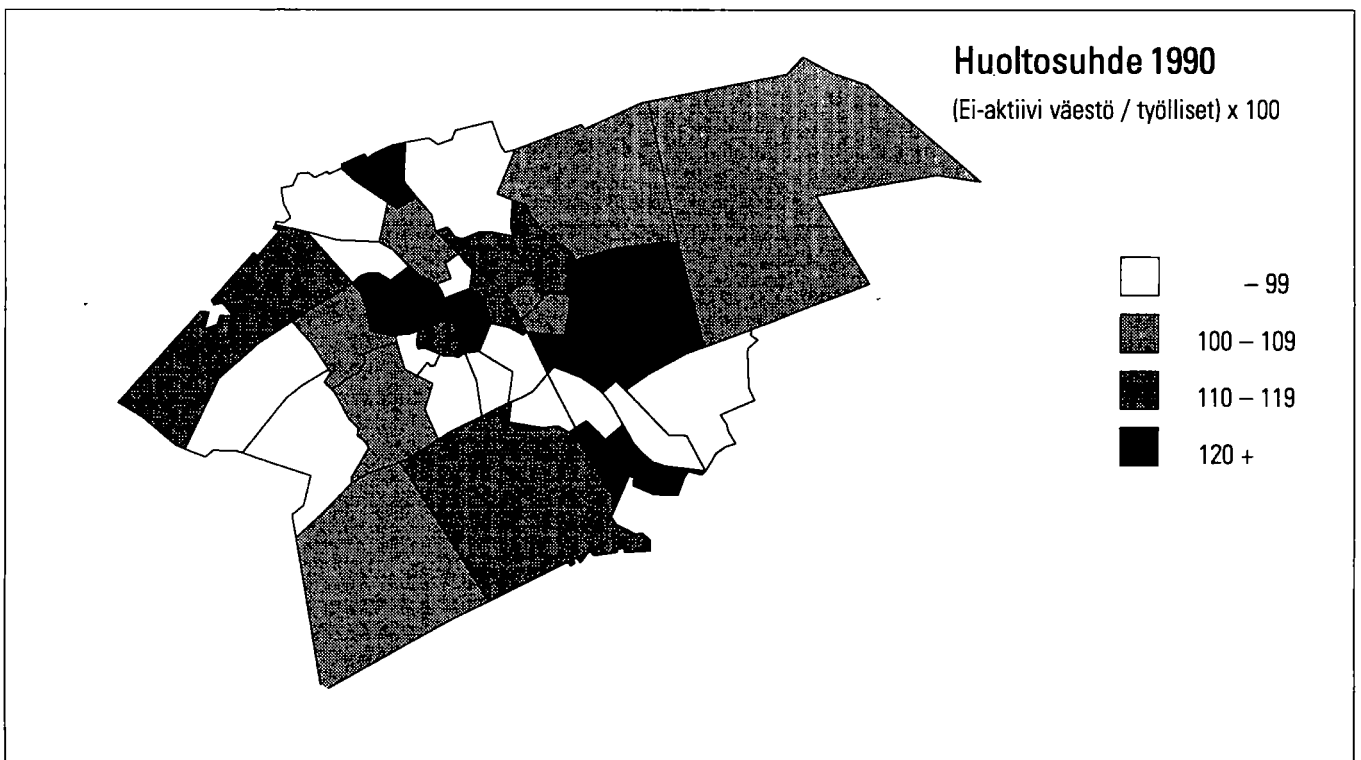 Huoltosuhde 1990
(Ei-aktiivi väestö / työlliset) x 100
– 99
100 – 109
110 – 119
120 +